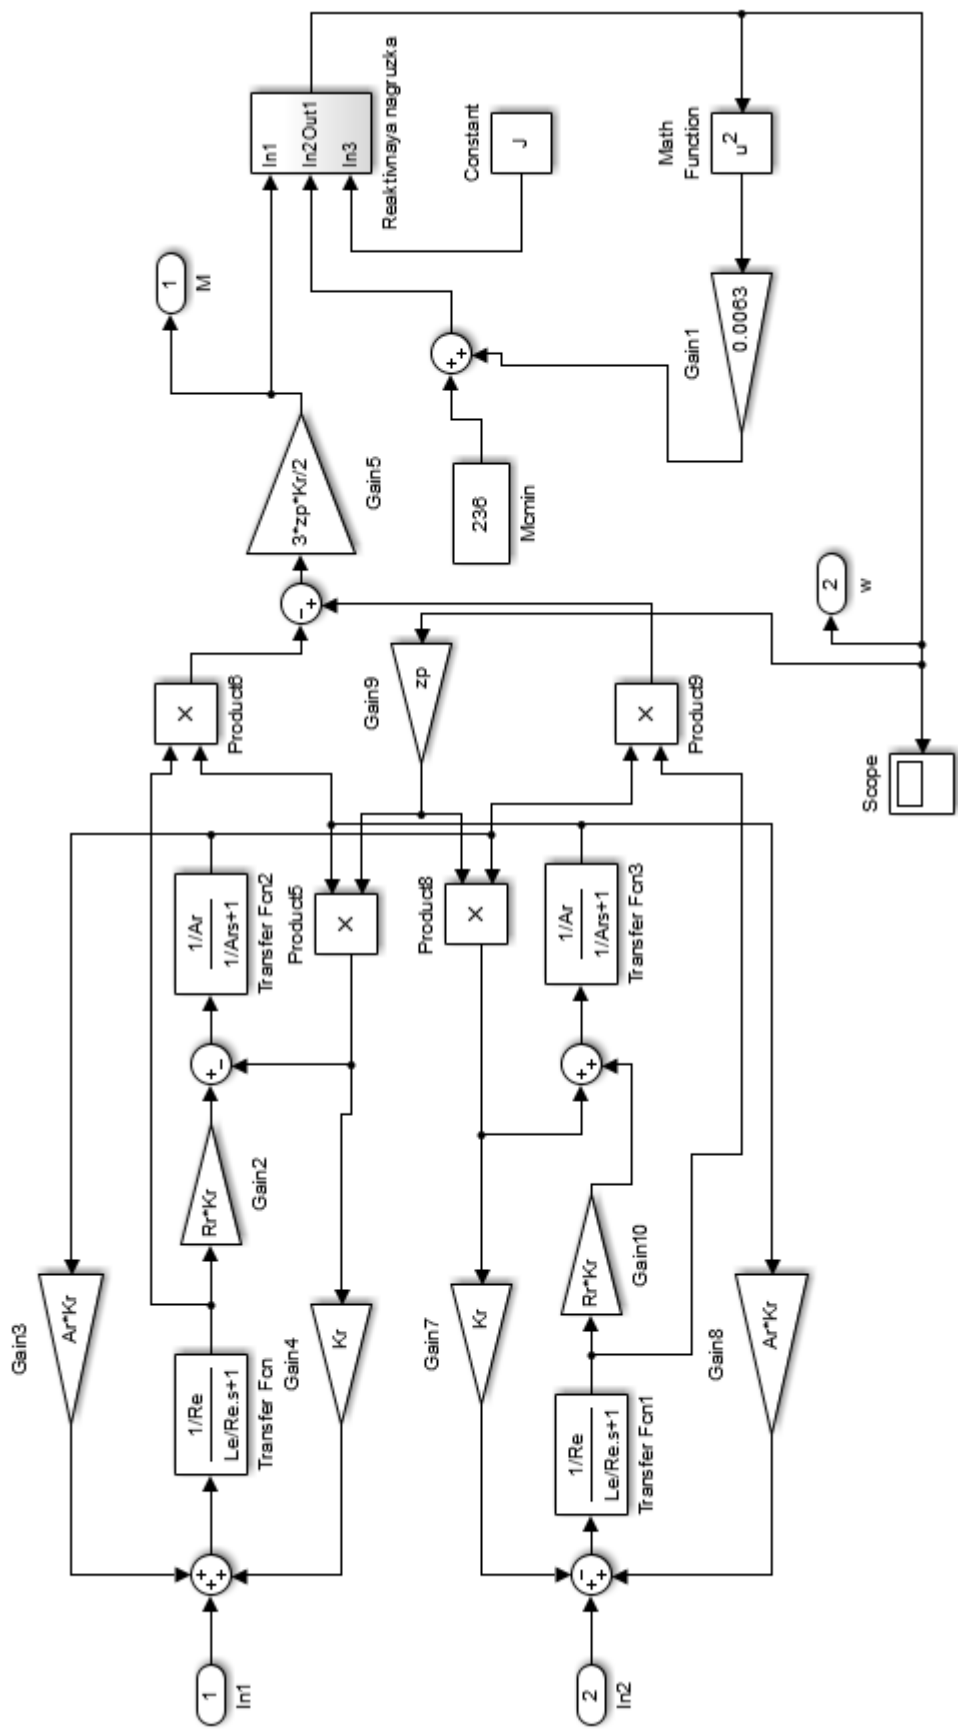 Gain3
Ar*Kr
1
In1
+
+
+
1/Re
Le/Re.s+1
Transfer Fcn
Rr*Kr
Gain2
+
-
1/Ar
1/Ars+1
Transfer Fcn2
×
Product6
1
M
Gain4
Kr
Product5
×
-
+
3*zp*Kr/2
Gain5
In1
In2 Out1
In3
Reaktivnaya nagruzka
Gain9
zp
236
Mcmin
+
+
Constant
J
Gain7
Kr
Product8
×
2
In2
+
-
+
1/Re
Le/Re.s+1
Transfer Fcn1
Rr*Kr
Gain10
+
+
1/Ar
1/Ars+1
Transfer Fcn3
×
Product9
Gain1
0.0063
Math
Function
u²
Gain8
Ar*Kr
2
w
Scope